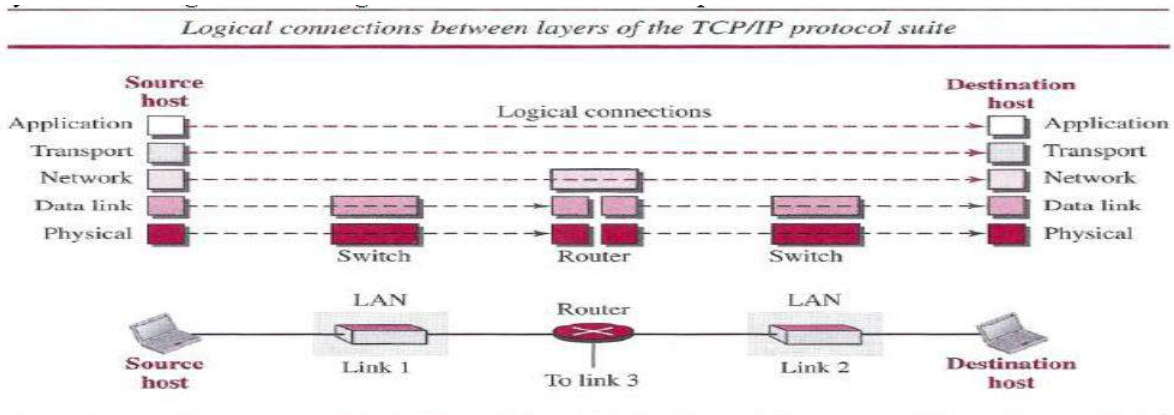 Logical connections between layers of the TCP/IP protocol suite
Source
host
Destination
host
Logical connections
Application
Application
Transport
Transport
Network
Network
Data link
Data link
Physical
Physical
Switch
Router
Switch
LAN
Router
LAN
Source
host
Link 1
To link 3
Link 2
Destination
host